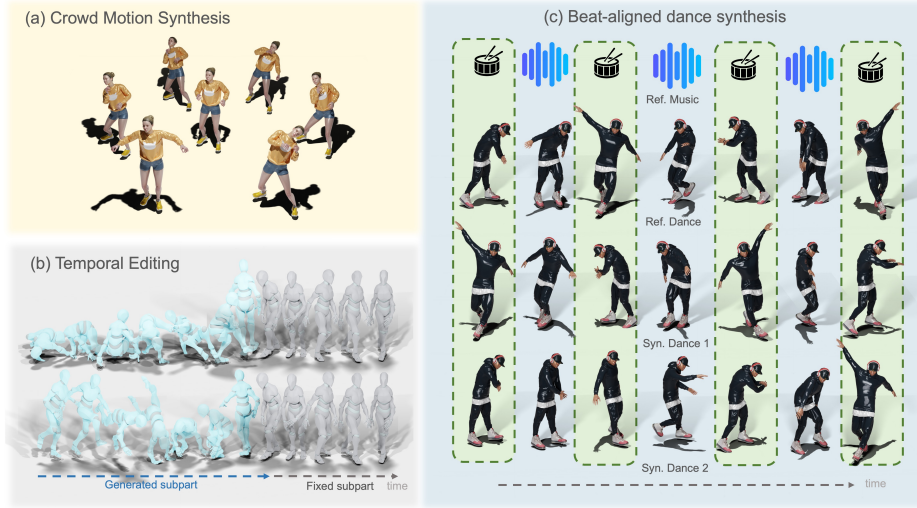 (a) Crowd Motion Synthesis
(b) Temporal Editing
Generated subpart
Fixed subpart
time
(c) Beat-aligned dance synthesis
Ref. Music
Ref. Dance
Syn. Dance 1
Syn. Dance 2
time